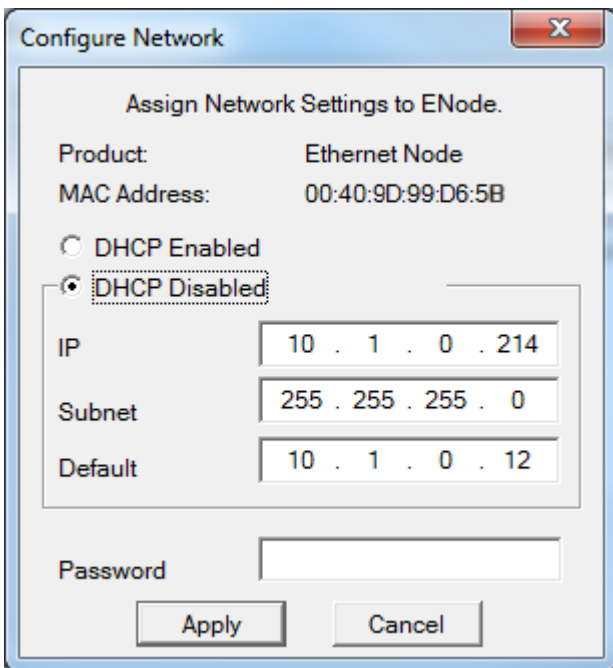 Configure Network
Assign Network Settings to ENode.
Product: Ethernet Node
MAC Address: 00:40:9D:99:D6:5B
DHCP Enabled
DHCP Disabled
IP 10 . 1 . 0 . 214
Subnet 255 . 255 . 255 . 0
Default 10 . 1 . 0 . 12
Password
Apply Cancel